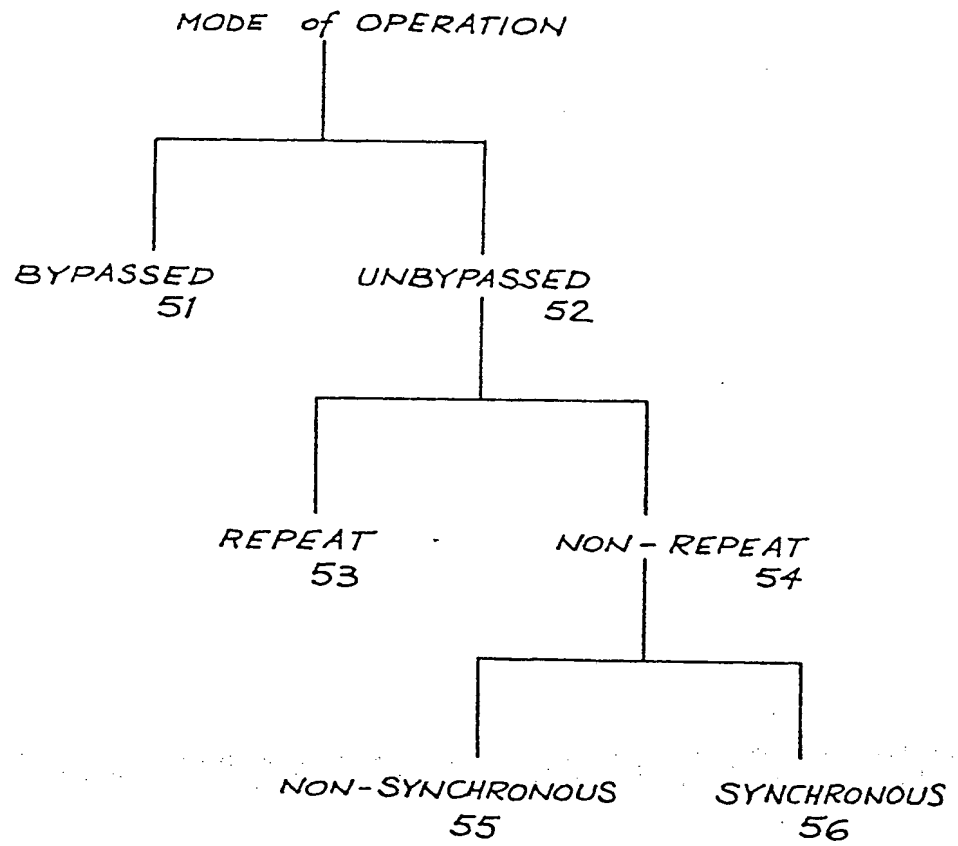 MODE of OPERATION
BYPASSED
51
UNBYPASSED
52
REPEAT
53
NON-REPEAT
54
NON-SYNCHRONOUS
55
SYNCHRONOUS
56